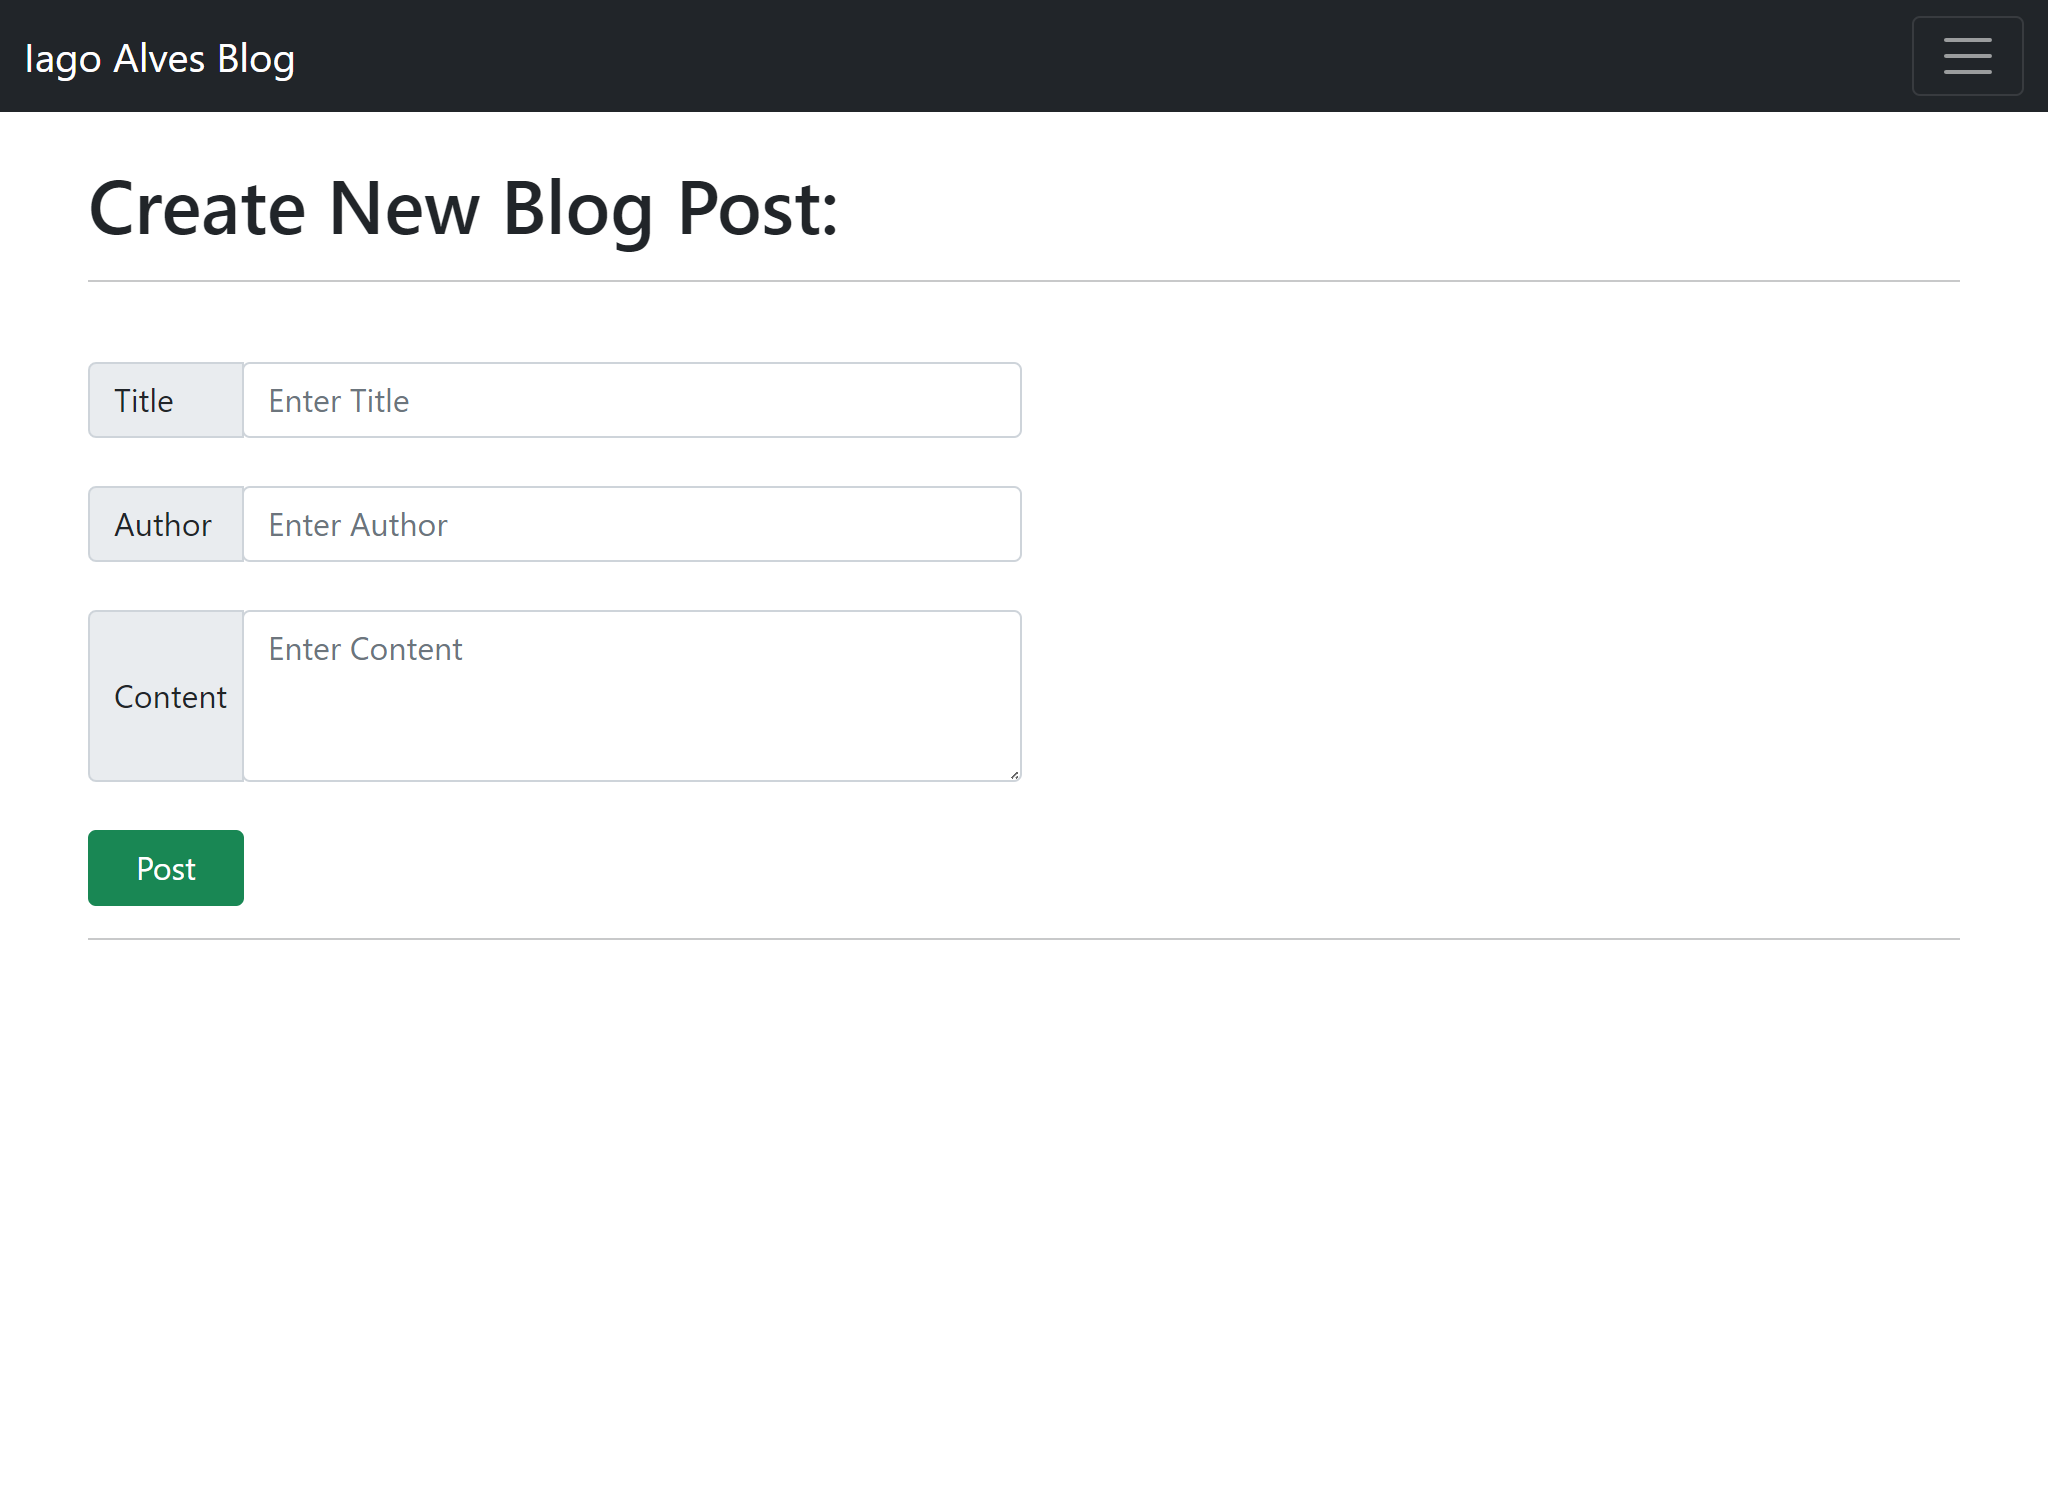 Iago Alves Blog
Create New Blog Post:
Title
Enter Title
Author
Enter Author
Content
Enter Content
Post